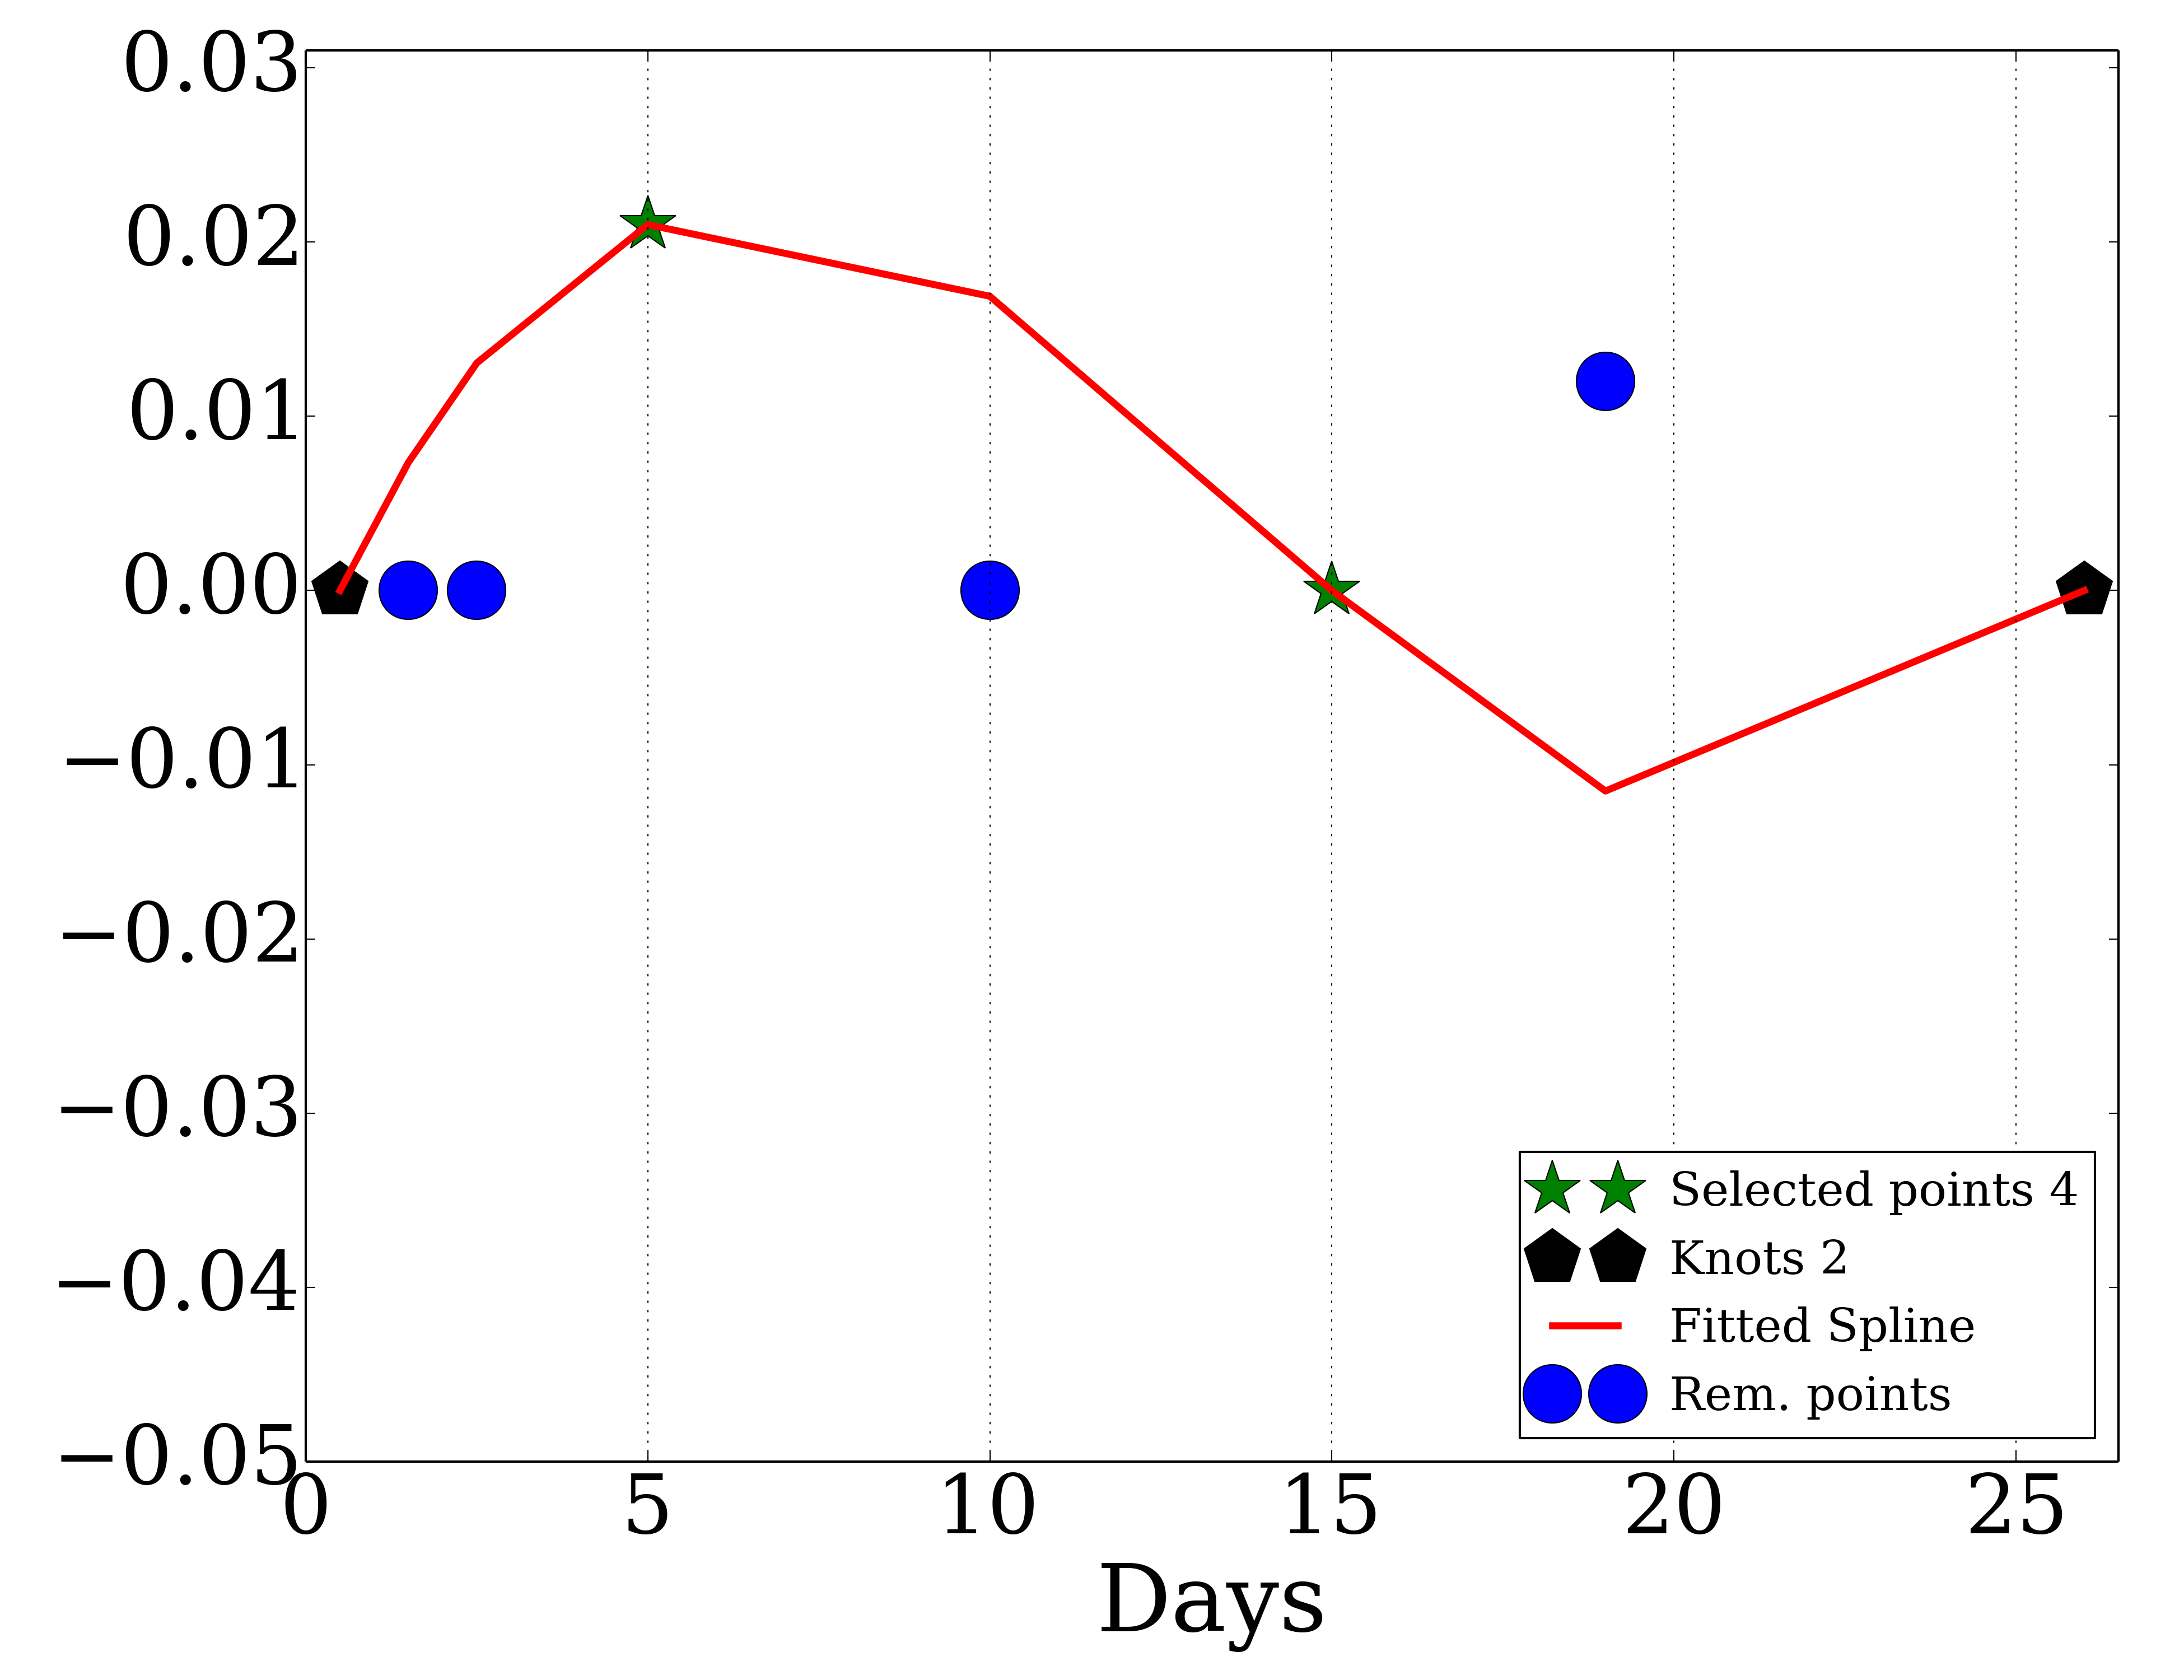 0.03
0.02
0.01
0.00
−0.01
−0.02
−0.03
−0.04
−0.05
0 5 10 15 20 25
Days
Selected points 4
Knots 2
Fitted Spline
Rem. points